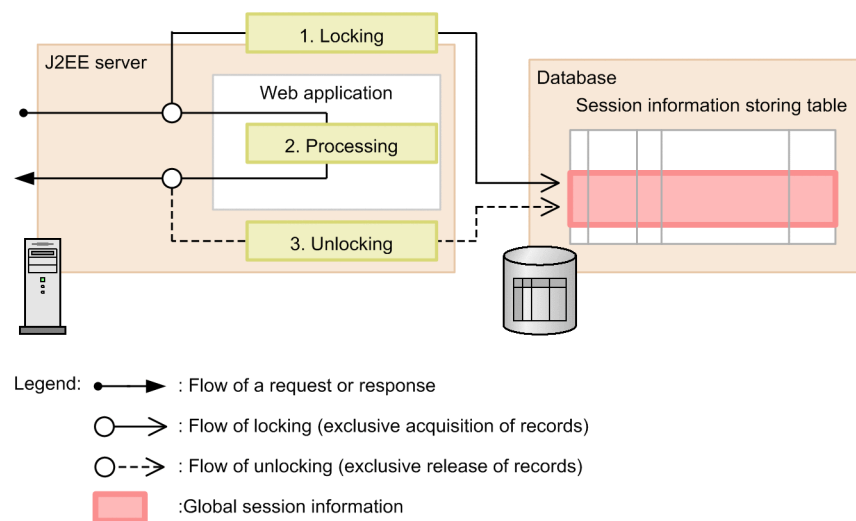 1. Locking
J2EE server
Database
Web application
Session information storing table
2. Processing
3. Unlocking
Legend:
: Flow of a request or response
: Flow of locking (exclusive acquisition of records)
: Flow of unlocking (exclusive release of records)
:Global session information